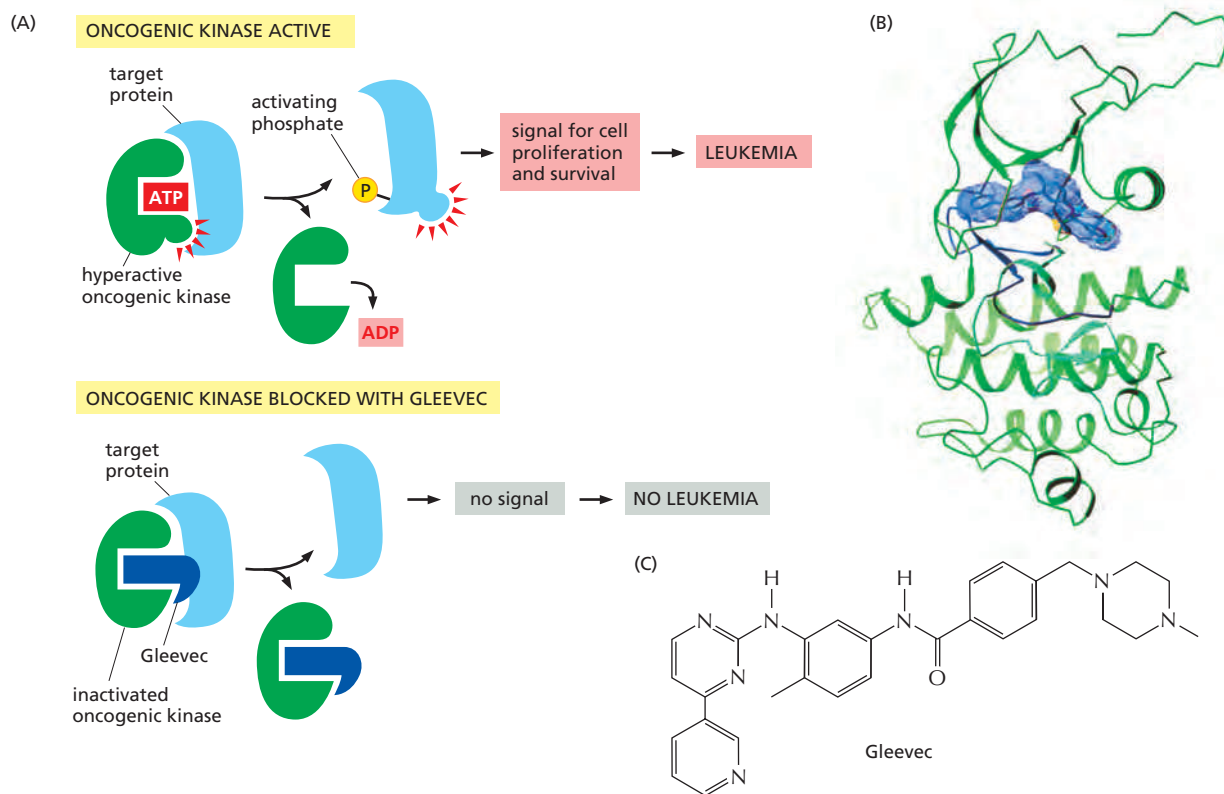 (A)
ONCOGENIC KINASE ACTIVE
target
protein
activating
phosphate
ATP
P
signal for cell
proliferation
and survival
LEUKEMIA
hyperactive
oncogenic kinase
ADP
ONCOGENIC KINASE BLOCKED WITH GLEEVEC
target
protein
no signal
NO LEUKEMIA
Gleevec
inactivated
oncogenic kinase
(B)
(C)
H
H
N
N
N
N
N
N
O
N
Gleevec